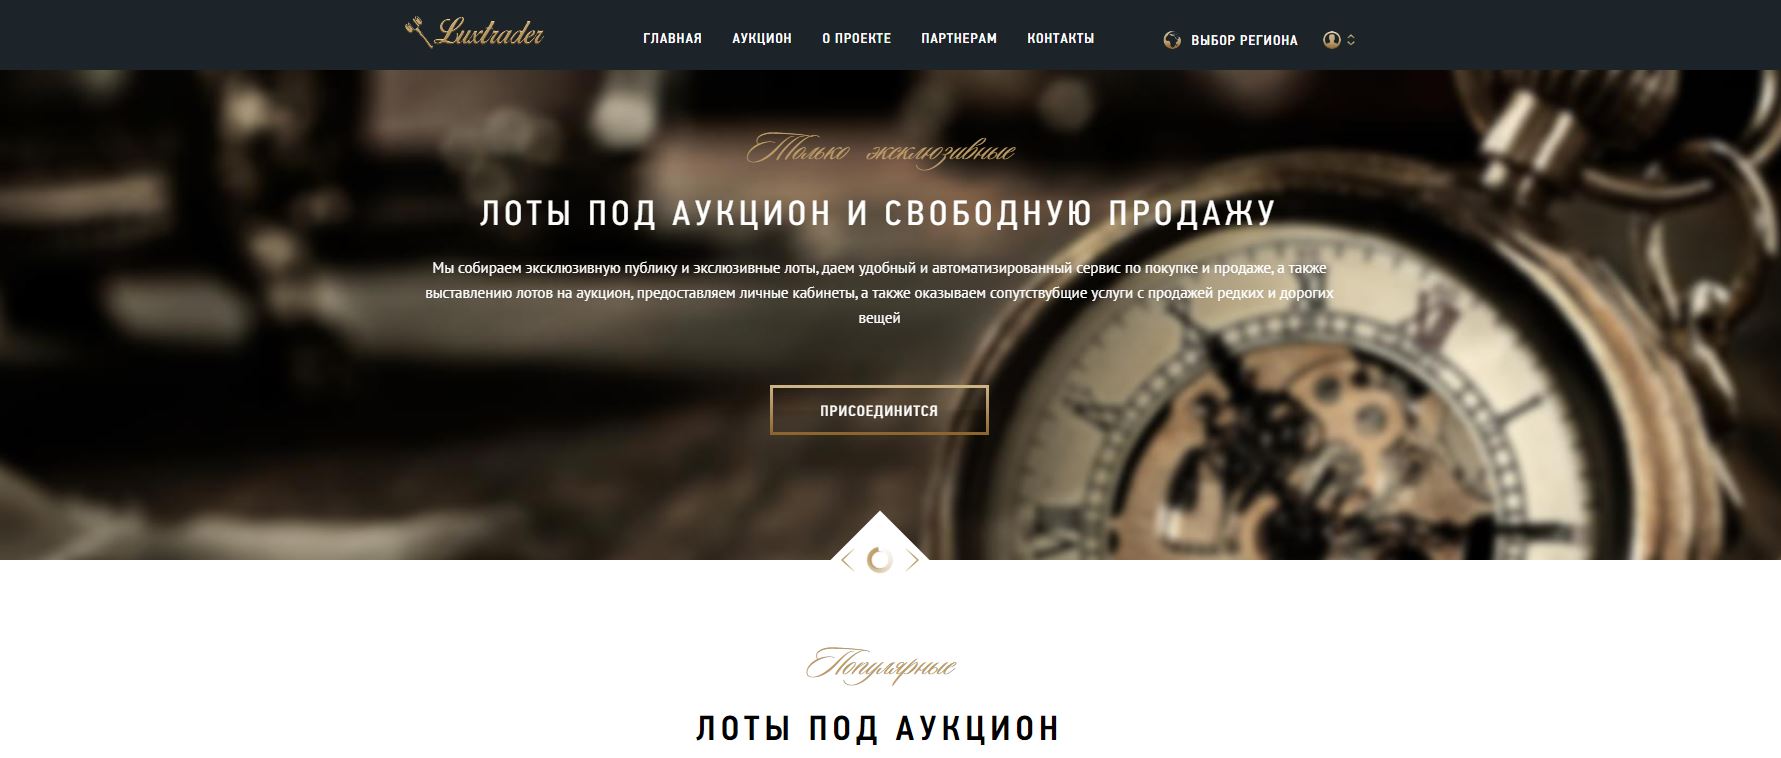 Luxtrader
ГЛАВНАЯ АУКЦИОН О ПРОЕКТЕ ПАРТНЕРАМ КОНТАКТЫ ВЫБОР РЕГИОНА
Только эксклюзивные
ЛОТЫ ПОД АУКЦИОН И СВОБОДНУЮ ПРОДАЖУ
Мы собираем эксклюзивную публику и экслюзивные лоты, даем удобный и автоматизированный сервис по покупке и продаже, а также
выставлению лотов на аукцион, предоставляем личные кабинеты, а также оказываем сопутствубщие услуги с продажей редких и дорогих
вещей
ПРИСОЕДИНИТСЯ
Популярные
ЛОТЫ ПОД АУКЦИОН